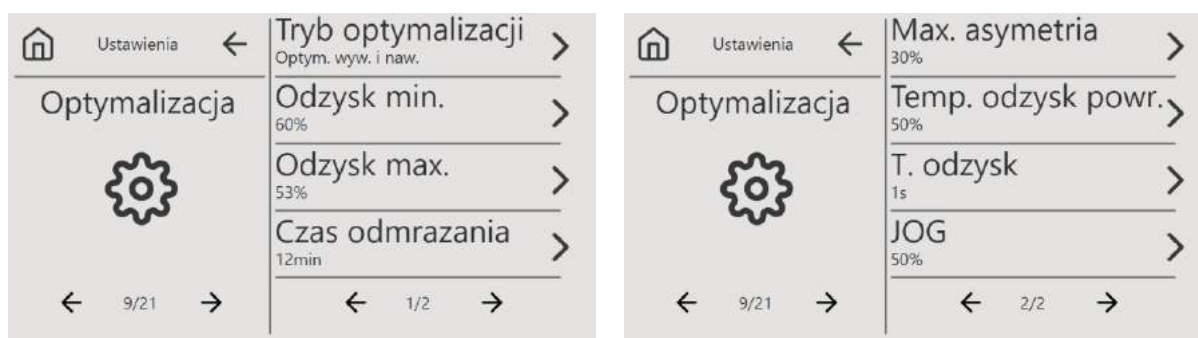 Ustawienia
Optymalizacja
9/21
Tryb optymalizacji
Optym. wyw. i naw.
Odzysk min.
60%
Odzysk max.
53%
Czas odmrazania
12min
1/2
Ustawienia
Optymalizacja
9/21
Max. asymetria
30%
Temp. odzysk powr.
50%
T. odzysk
1s
JOG
50%
2/2